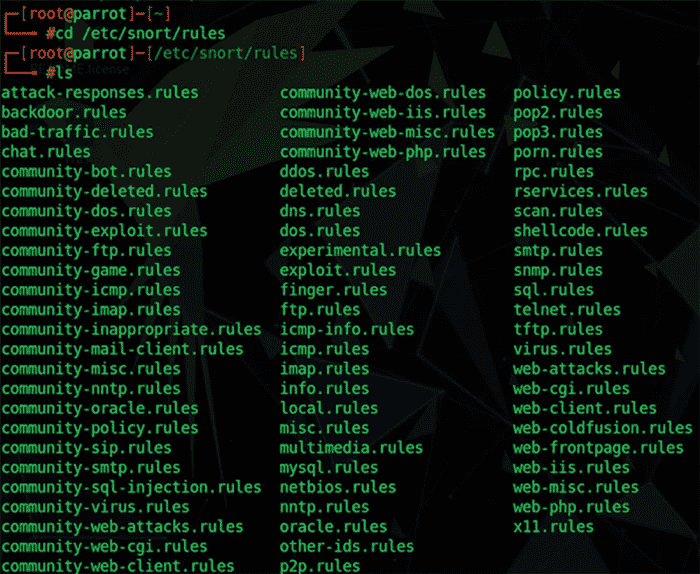 [root@parrot]─[~]
#cd /etc/snort/rules
[root@parrot]─[/etc/snort/rules]
#ls
attack-responses.rules community-web-dos.rules policy.rules
backdoor.rules community-web-iis.rules pop2.rules
bad-traffic.rules community-web-misc.rules pop3.rules
chat.rules community-web-php.rules porn.rules
community-bot.rules ddos.rules rpc.rules
community-deleted.rules deleted.rules rservices.rules
community-dos.rules dns.rules scan.rules
community-exploit.rules dos.rules shellcode.rules
community-ftp.rules experimental.rules smtp.rules
community-game.rules exploit.rules snmp.rules
community-icmp.rules finger.rules sql.rules
community-imap.rules ftp.rules telnet.rules
community-inappropriate.rules icmp-info.rules tftp.rules
community-mail-client.rules icmp.rules virus.rules
community-misc.rules imap.rules web-attacks.rules
community-nntp.rules info.rules web-cgi.rules
community-oracle.rules local.rules web-client.rules
community-policy.rules misc.rules web-coldfusion.rules
community-sip.rules multimedia.rules web-frontpage.rules
community-smtp.rules mysql.rules web-iis.rules
community-sql-injection.rules netbios.rules web-misc.rules
community-virus.rules nntp.rules web-php.rules
community-web-attacks.rules oracle.rules x11.rules
community-web-cgi.rules other-ids.rules
community-web-client.rules p2p.rules